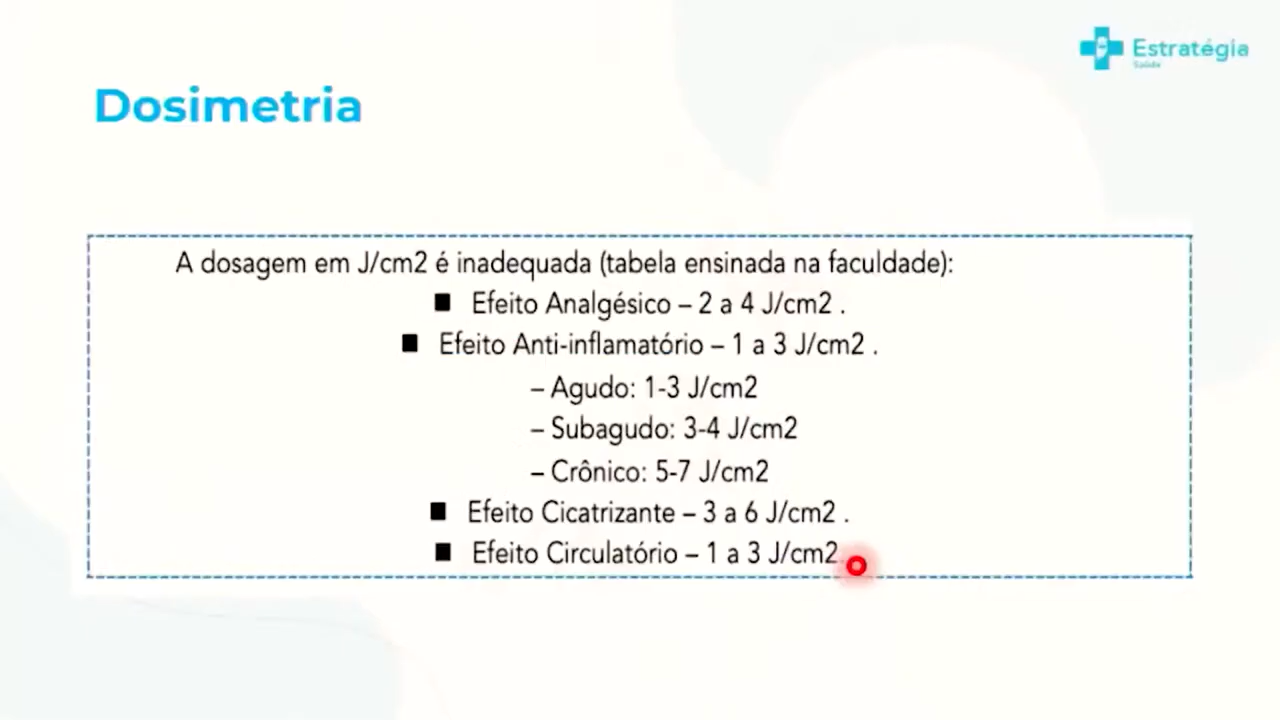 Estratégia
Saúde
Dosimetria
A dosagem em J/cm2 é inadequada (tabela ensinada na faculdade):
■ Efeito Analgésico – 2 a 4 J/cm2 .
■ Efeito Anti-inflamatório – 1 a 3 J/cm2 .
– Agudo: 1-3 J/cm2
– Subagudo: 3-4 J/cm2
– Crônico: 5-7 J/cm2
■ Efeito Cicatrizante – 3 a 6 J/cm2 .
■ Efeito Circulatório – 1 a 3 J/cm2.